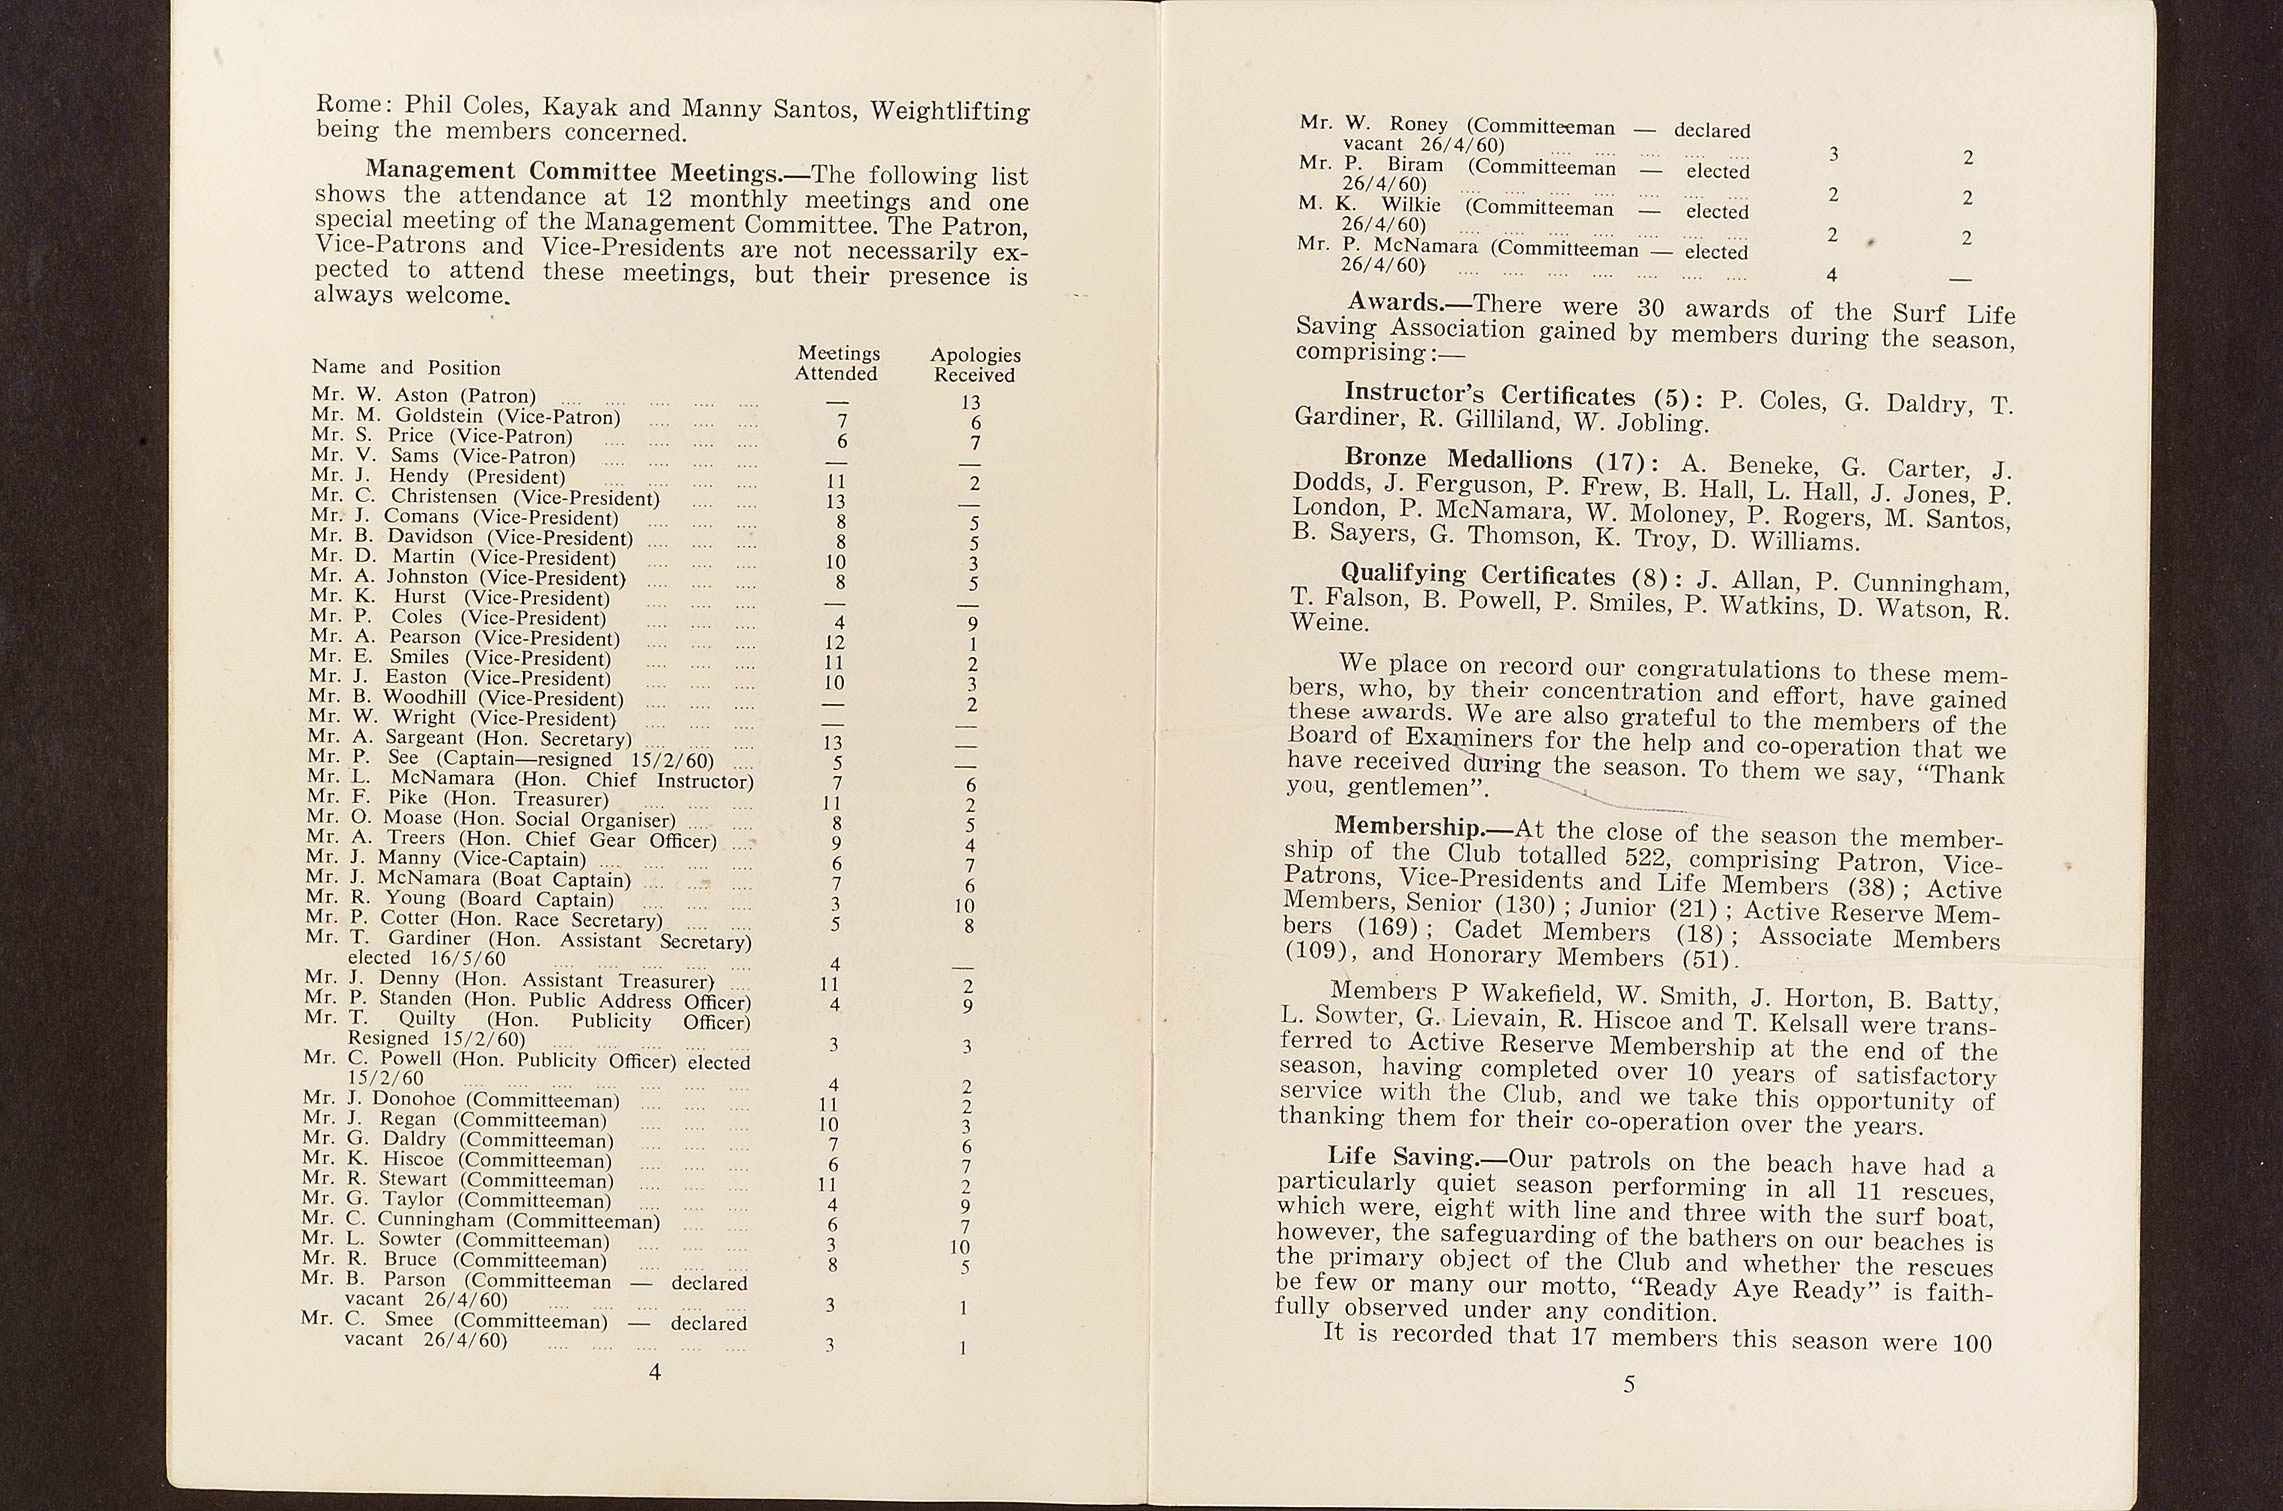 Rome: Phil Coles, Kayak and Manny Santos, Weightlifting
being the members concerned.
Management Committee Meetings.—The following list
shows the attendance at 12 monthly meetings and one
special meeting of the Management Committee. The Patron,
Vice-Patrons and Vice-Presidents are not necessarily ex-
pected to attend these meetings, but their presence is
always welcome.
Name and Position Meetings Attended Apologies Received
Mr. W. Aston (Patron) .... .... .... .... .... — 13
Mr. M. Goldstein (Vice-Patron) .... .... .... 7 6
Mr. S. Price (Vice-Patron) .... .... .... .... 6 7
Mr. V. Sams (Vice-Patron) .... .... .... .... — —
Mr. J. Hendy (President) .... .... .... .... 11 2
Mr. C. Christensen (Vice-President) .... .... 13 —
Mr. J. Comans (Vice-President) .... .... .... 8 5
Mr. B. Davidson (Vice-President) .... .... .... 8 5
Mr. D. Martin (Vice-President) .... .... .... 10 3
Mr. A. Johnston (Vice-President) .... .... .... 8 5
Mr. K. Hurst (Vice-President) .... .... .... — —
Mr. P. Coles (Vice-President) .... .... .... 4 9
Mr. A. Pearson (Vice-President) .... .... .... 12 1
Mr. E. Smiles (Vice-President) .... .... .... 11 2
Mr. J. Easton (Vice-President) .... .... .... 10 3
Mr. B. Woodhill (Vice-President) .... .... .... — 2
Mr. W. Wright (Vice-President) .... .... .... — —
Mr. A. Sargeant (Hon. Secretary) .... .... .... 13 —
Mr. P. See (Captain—resigned 15/2/60) .... 5 —
Mr. L. McNamara (Hon. Chief Instructor) 7 6
Mr. F. Pike (Hon. Treasurer) .... .... .... 11 2
Mr. O. Moase (Hon. Social Organiser) .... .... 8 5
Mr. A. Treers (Hon. Chief Gear Officer) .... 9 4
Mr. J. Manny (Vice-Captain) .... .... .... .... 6 7
Mr. J. McNamara (Boat Captain) .... .... .... 7 6
Mr. R. Young (Board Captain) .... .... .... 3 10
Mr. P. Cotter (Hon. Race Secretary) .... .... 5 8
Mr. T. Gardiner (Hon. Assistant Secretary)
elected 16/5/60 .... .... .... .... .... 4 —
Mr. J. Denny (Hon. Assistant Treasurer) .... 11 2
Mr. P. Standen (Hon. Public Address Officer) 4 9
Mr. T. Quilty (Hon. Publicity Officer)
Resigned 15/2/60) .... .... .... .... .... 3 3
Mr. C. Powell (Hon. Publicity Officer) elected
15/2/60 .... .... .... .... .... .... .... 4 2
Mr. J. Donohoe (Committeeman) .... .... .... 11 2
Mr. J. Regan (Committeeman) .... .... .... 10 3
Mr. G. Daldry (Committeeman) .... .... .... 7 6
Mr. K. Hiscoe (Committeeman) .... .... .... 6 7
Mr. R. Stewart (Committeeman) .... .... .... 11 2
Mr. G. Taylor (Committeeman) .... .... .... 4 9
Mr. C. Cunningham (Committeeman) .... .... 6 7
Mr. L. Sowter (Committeeman) .... .... .... 3 10
Mr. R. Bruce (Committeeman) .... .... .... 8 5
Mr. B. Parson (Committeeman — declared
vacant 26/4/60) .... .... .... .... .... 3 1
Mr. C. Smee (Committeeman) — declared
vacant 26/4/60) .... .... .... .... .... 3 1
4
Mr. W. Roney (Committeeman — declared
vacant 26/4/60) .... .... .... .... .... 3 2
Mr. P. Biram (Committeeman — elected
26/4/60) .... .... .... .... .... .... .... 2 2
M. K. Wilkie (Committeeman — elected
26/4/60) .... .... .... .... .... .... .... 2 2
Mr. P. McNamara (Committeeman — elected
26/4/60) .... .... .... .... .... .... .... 4 —
Awards.—There were 30 awards of the Surf Life
Saving Association gained by members during the season,
comprising:—
Instructor's Certificates (5): P. Coles, G. Daldry, T.
Gardiner, R. Gilliland, W. Jobling.
Bronze Medallions (17): A. Beneke, G. Carter, J.
Dodds, J. Ferguson, P. Frew, B. Hall, L. Hall, J. Jones, P.
London, P. McNamara, W. Moloney, P. Rogers, M. Santos,
B. Sayers, G. Thomson, K. Troy, D. Williams.
Qualifying Certificates (8): J. Allan, P. Cunningham,
T. Falson, B. Powell, P. Smiles, P. Watkins, D. Watson, R.
Weine.
We place on record our congratulations to these mem-
bers, who, by their concentration and effort, have gained
these awards. We are also grateful to the members of the
Board of Examiners for the help and co-operation that we
have received during the season. To them we say, "Thank
you, gentlemen".
Membership.—At the close of the season the member-
ship of the Club totalled 522, comprising Patron, Vice-
Patrons, Vice-Presidents and Life Members (38); Active
Members, Senior (130); Junior (21); Active Reserve Mem-
bers (169); Cadet Members (18); Associate Members
(109), and Honorary Members (51).
Members P Wakefield, W. Smith, J. Horton, B. Batty,
L. Sowter, G. Lievain, R. Hiscoe and T. Kelsall were trans-
ferred to Active Reserve Membership at the end of the
season, having completed over 10 years of satisfactory
service with the Club, and we take this opportunity of
thanking them for their co-operation over the years.
Life Saving.—Our patrols on the beach have had a
particularly quiet season performing in all 11 rescues,
which were, eight with line and three with the surf boat,
however, the safeguarding of the bathers on our beaches is
the primary object of the Club and whether the rescues
be few or many our motto, "Ready Aye Ready" is faith-
fully observed under any condition.
It is recorded that 17 members this season were 100
5